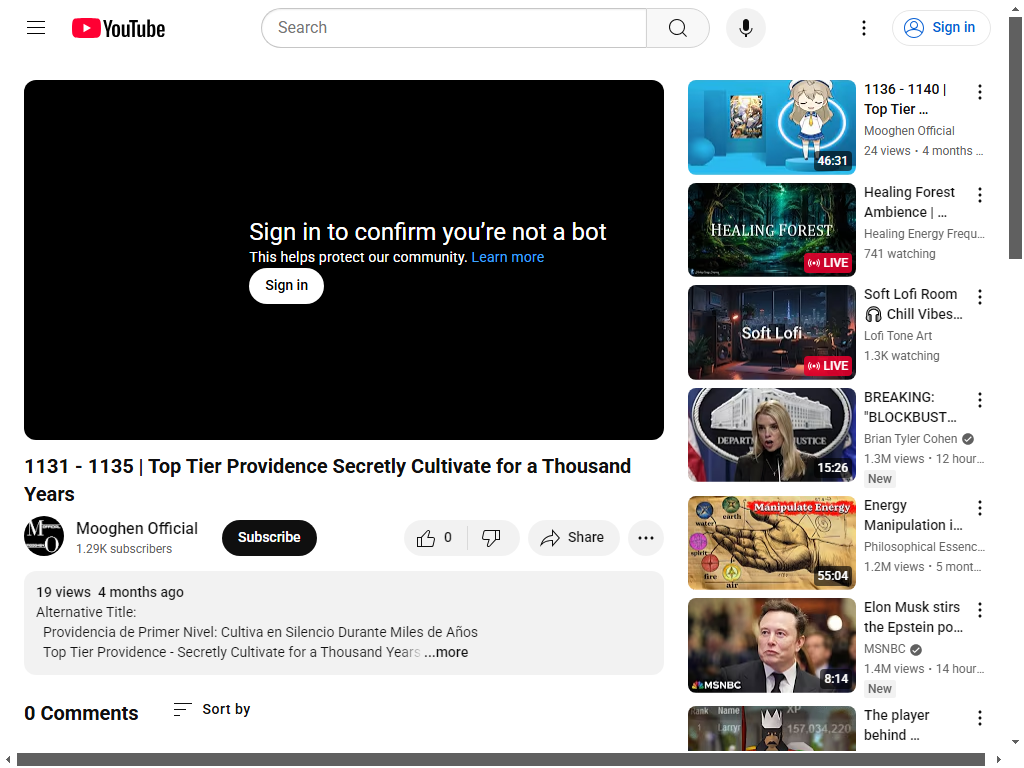 YouTube
Search
Sign in
Sign in to confirm you're not a bot
This helps protect our community. Learn more
Sign in
1131 - 1135 | Top Tier Providence Secretly Cultivate for a Thousand
Years
Mooghen Official
1.29K subscribers
Subscribe
0
Share
19 views 4 months ago
Alternative Title:
Providencia de Primer Nivel: Cultiva en Silencio Durante Miles de Años
Top Tier Providence - Secretly Cultivate for a Thousand Years ...more
0 Comments
Sort by
46:31
1136 - 1140 |
Top Tier ...
Mooghen Official
24 views • 4 months ...
HEALING FOREST
LIVE
Healing Forest
Ambience | ...
Healing Energy Frequ...
741 watching
Soft Lofi
LIVE
Soft Lofi Room
🎧 Chill Vibes...
Lofi Tone Art
1.3K watching
DEPARTMENT JUSTICE
15:26
BREAKING:
"BLOCKBUST...
Brian Tyler Cohen
1.3M views • 12 hour...
New
Manipulate Energy
water
earth
spirit
fire
air
55:04
Energy
Manipulation i...
Philosophical Essenc...
1.2M views • 5 mont...
MSNBC
8:14
Elon Musk stirs
the Epstein po...
MSNBC
1.4M views • 14 hour...
New
Rank Name XP
1 Larryr 157,034,220
The player
behind ...